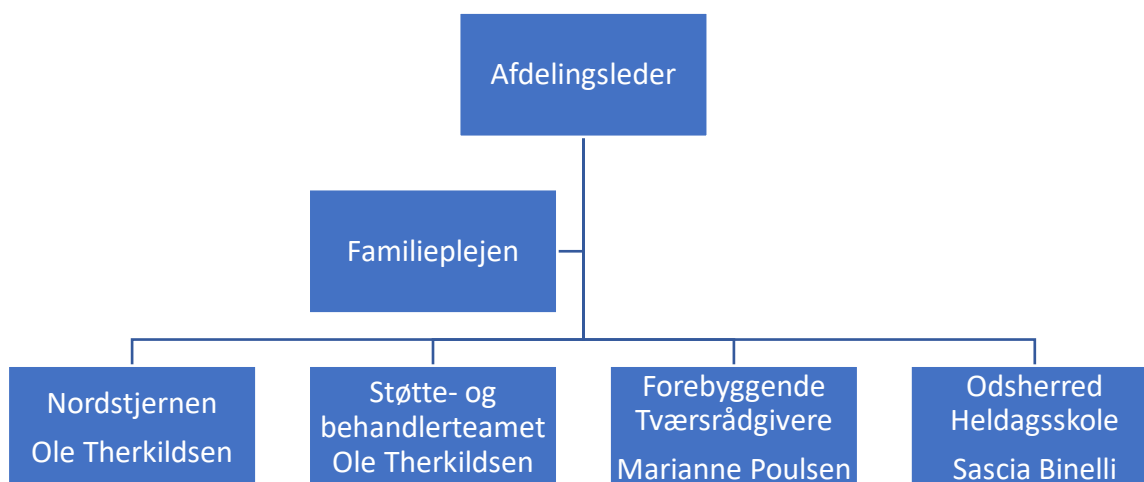 Afdelingsleder
Familieplejen
Nordstjernen
Ole Therkildsen
Støtte- og
behandlerteamet
Ole Therkildsen
Forebyggende
Tværsrådgivere
Marianne Poulsen
Odsherred
Heldagsskole
Sascia Binelli